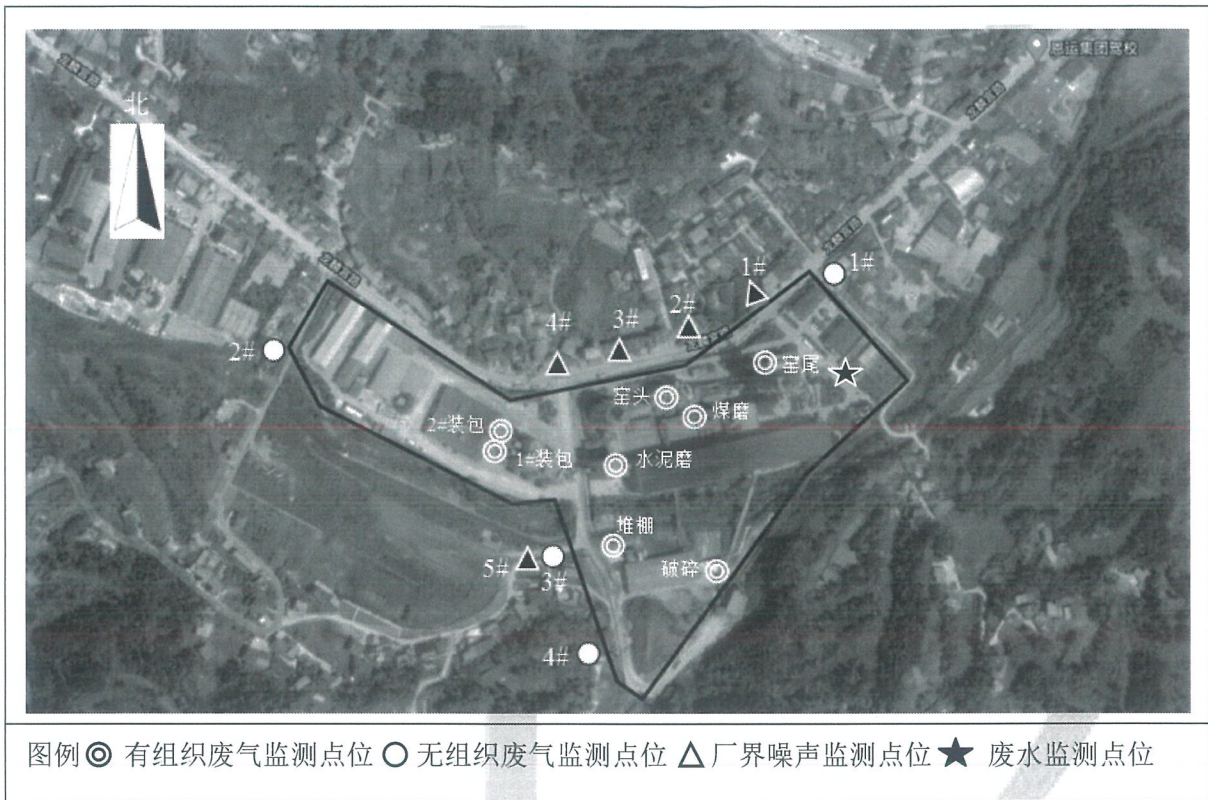 恩运集团驾校
北
1#
1#
2#
3#
4#
2#
窑尾
窑头
煤磨
2#装包
1#装包
水泥磨
堆棚
破碎
5#
3#
4#
图例 ◎ 有组织废气监测点位 ○ 无组织废气监测点位 △ 厂界噪声监测点位 ★ 废水监测点位